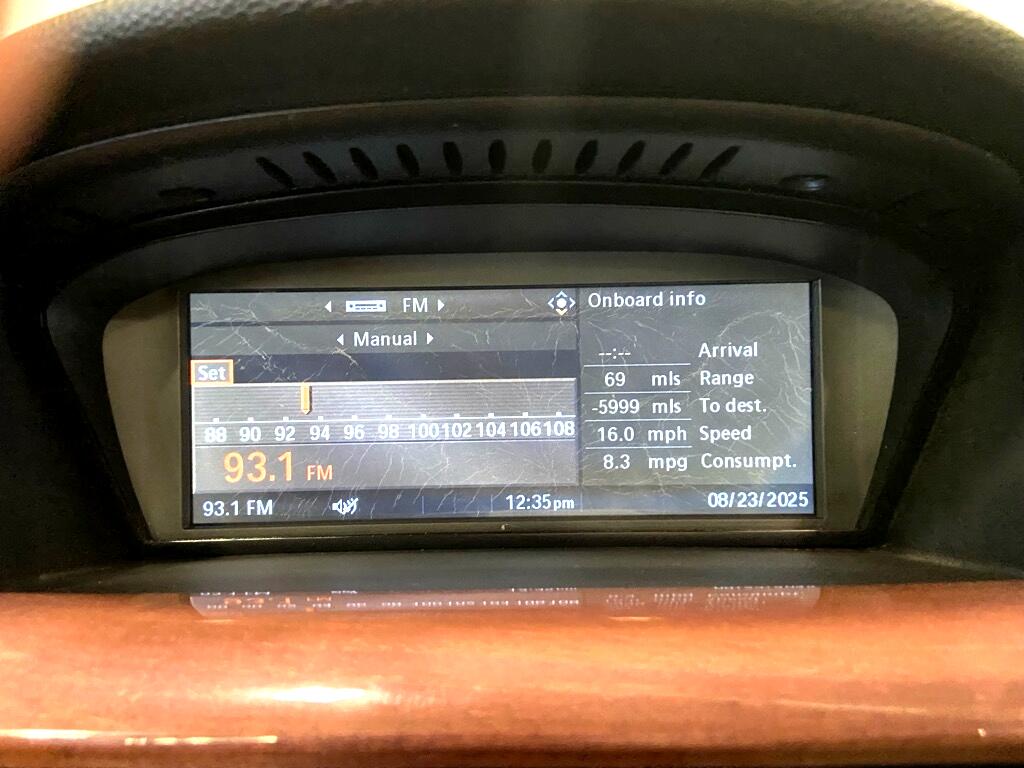 FM
Manual
Set
88 90 92 94 96 98 100 102 104 106 108
93.1 FM
93.1 FM 12:35pm
Onboard info
--:-- Arrival
69 mls Range
-5999 mls To dest.
16.0 mph Speed
8.3 mpg Consumpt.
08/23/2025